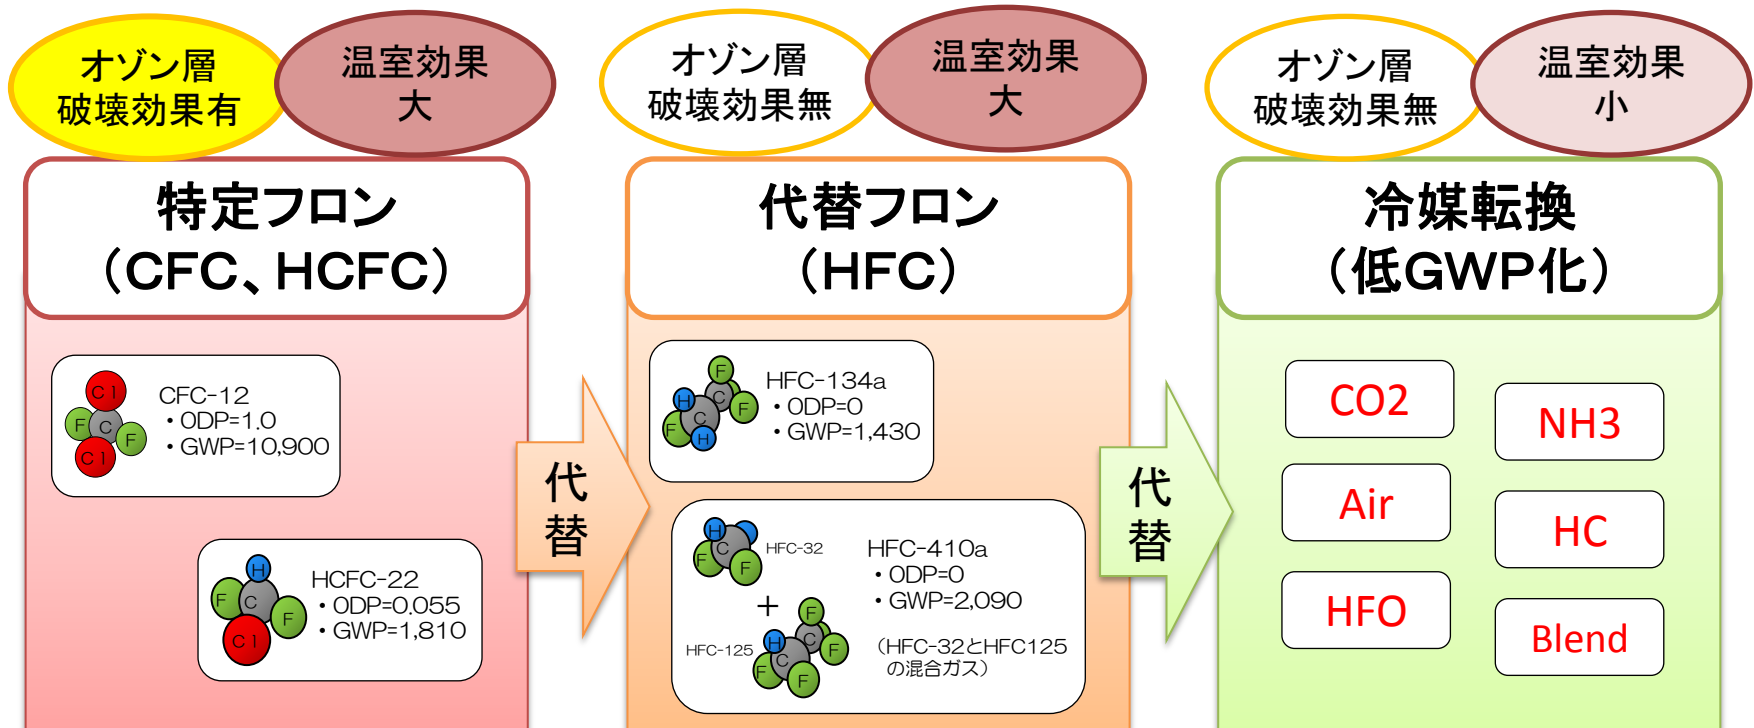 オゾン層
破壊効果有
温室効果
大
特定フロン
（CFC、HCFC）
Cl
F
C
F
Cl
CFC-12
・ODP=1.0
・GWP=10,900
H
F
C
F
Cl
HCFC-22
・ODP=0.055
・GWP=1,810
代
替
オゾン層
破壊効果無
温室効果
大
代替フロン
（HFC）
F
H
C
C
F
F
H
HFC-134a
・ODP=0
・GWP=1,430
H
C
F
F
HFC-32
+
HFC-125
F
H
C
C
F
F
F
HFC-410a
・ODP=0
・GWP=2,090
（HFC-32とHFC125
の混合ガス）
代
替
オゾン層
破壊効果無
温室効果
小
冷媒転換
（低GWP化）
CO2
NH3
Air
HC
HFO
Blend